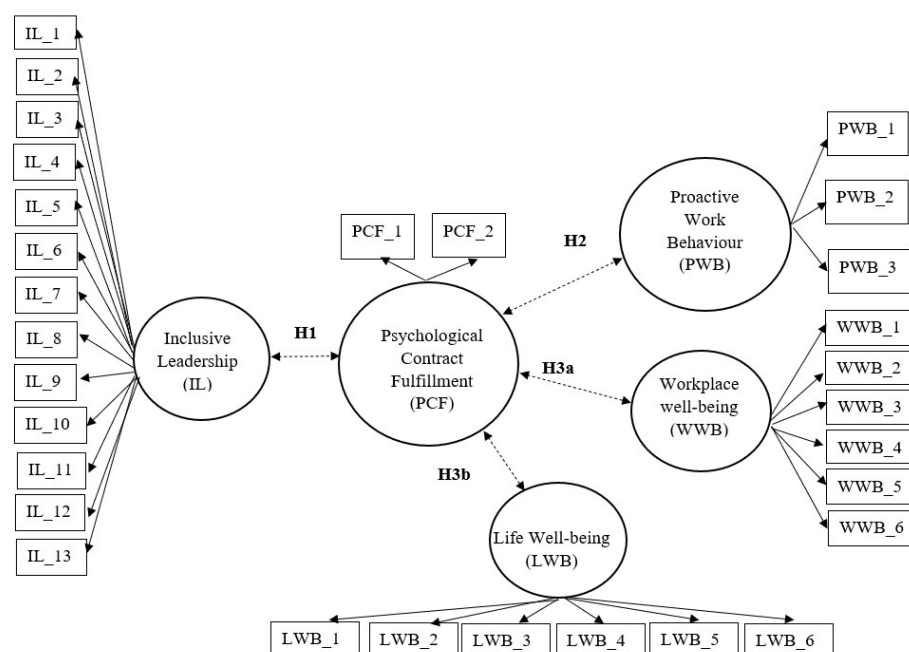 IL_1
IL_2
IL_3
IL_4
IL_5
IL_6
IL_7
IL_8
IL_9
IL_10
IL_11
IL_12
IL_13
Inclusive
Leadership
(IL)
H1
PCF_1
PCF_2
Psychological
Contract
Fulfillment
(PCF)
H2
H3a
H3b
Proactive
Work
Behaviour
(PWB)
PWB_1
PWB_2
PWB_3
Workplace
well-being
(WWB)
WWB_1
WWB_2
WWB_3
WWB_4
WWB_5
WWB_6
Life Well-being
(LWB)
LWB_1
LWB_2
LWB_3
LWB_4
LWB_5
LWB_6